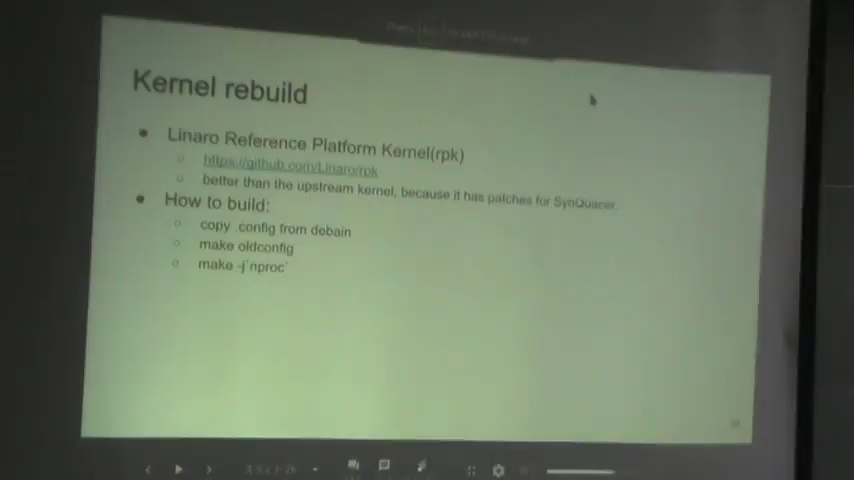 Kernel rebuild
● Linaro Reference Platform Kernel(rpk)
○ https://github.com/Linaro/rpk
○ better than the upstream kernel, because it has patches for SynQuacer.
● How to build:
○ copy .config from debain
○ make oldconfig
○ make -j`nproc`